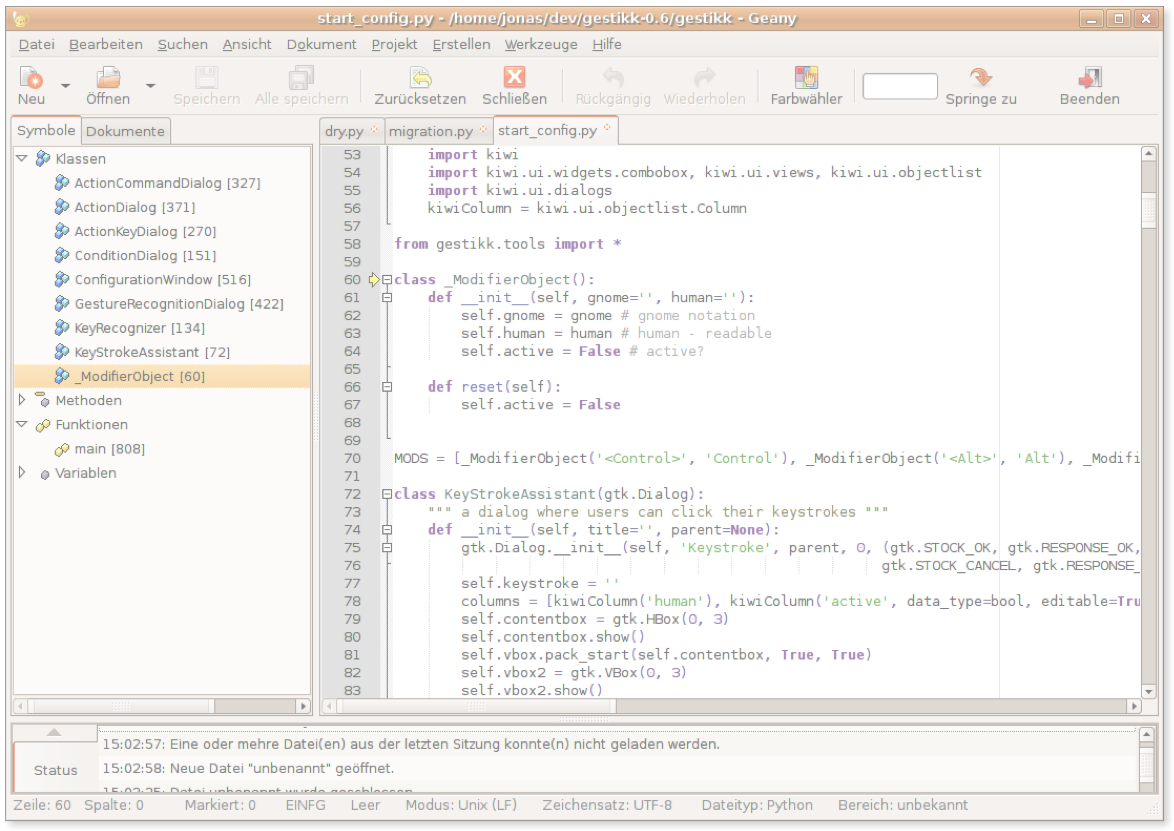 start_config.py - /home/jonas/dev/gestikk-0.6/gestikk - Geany
Datei Bearbeiten Suchen Ansicht Dokument Projekt Erstellen Werkzeuge Hilfe
Neu Öffnen Speichern Alle speichern Zurücksetzen Schließen Rückgängig Wiederholen Farbwähler Springe zu Beenden
Symbole Dokumente
Klassen
ActionCommandDialog [327]
ActionDialog [371]
ActionKeyDialog [270]
ConditionDialog [151]
ConfigurationWindow [516]
GestureRecognitionDialog [422]
KeyRecognizer [134]
KeyStrokeAssistant [72]
_ModifierObject [60]
Methoden
Funktionen
main [808]
Variablen
dry.py migration.py start_config.py
53 import kiwi
54 import kiwi.ui.widgets.combobox, kiwi.ui.views, kiwi.ui.objectlist
55 import kiwi.ui.dialogs
56 kiwiColumn = kiwi.ui.objectlist.Column
57
58 from gestikk.tools import *
59
60 class _ModifierObject():
61 def __init__(self, gnome='', human=''):
62 self.gnome = gnome # gnome notation
63 self.human = human # human - readable
64 self.active = False # active?
65
66 def reset(self):
67 self.active = False
68
69
70 MODS = [_ModifierObject('<Control>', 'Control'), _ModifierObject('<Alt>', 'Alt'), _Modifi
71
72 class KeyStrokeAssistant(gtk.Dialog):
73 """ a dialog where users can click their keystrokes """
74 def __init__(self, title='', parent=None):
75 gtk.Dialog.__init__(self, 'Keystroke', parent, 0, (gtk.STOCK_OK, gtk.RESPONSE_OK,
76 gtk.STOCK_CANCEL, gtk.RESPONSE_
77 self.keystroke = ''
78 columns = [kiwiColumn('human'), kiwiColumn('active', data_type=bool, editable=Tru
79 self.contentbox = gtk.HBox(0, 3)
80 self.contentbox.show()
81 self.vbox.pack_start(self.contentbox, True, True)
82 self.vbox2 = gtk.VBox(0, 3)
83 self.vbox2.show()
Status
15:02:57: Eine oder mehre Datei(en) aus der letzten Sitzung konnte(n) nicht geladen werden.
15:02:58: Neue Datei "unbenannt" geöffnet.
Datei unbenannt wurde geschlossen.
Zeile: 60 Spalte: 0 Markiert: 0 EINFG Leer Modus: Unix (LF) Zeichensatz: UTF-8 Dateityp: Python Bereich: unbekannt